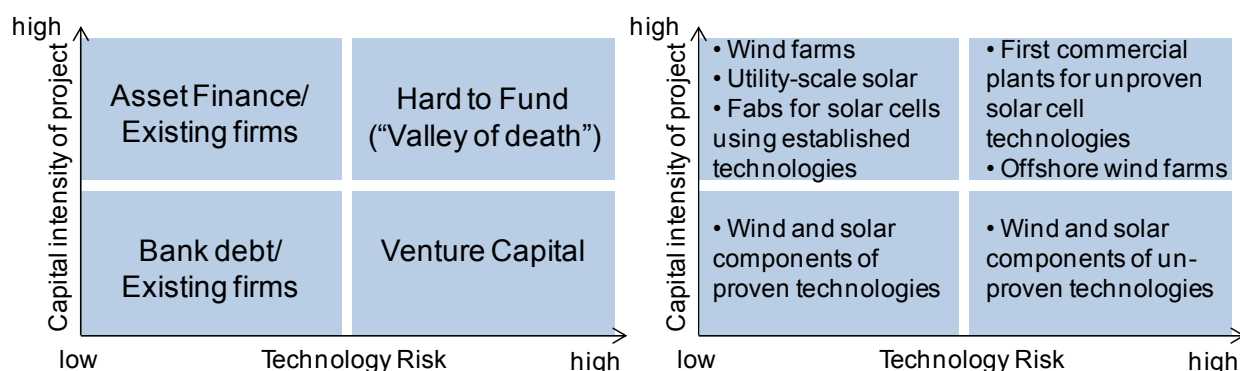 high
Capital intensity of project
Asset Finance/
Existing firms
Hard to Fund
(“Valley of death”)
Bank debt/
Existing firms
Venture Capital
low
Technology Risk
high
high
Capital intensity of project
• Wind farms
• Utility-scale solar
• Fabs for solar cells
using established
technologies
• First commercial
plants for unproven
solar cell
technologies
• Offshore wind farms
• Wind and solar
components of
proven technologies
• Wind and solar
components of un-
proven technologies
low
Technology Risk
high